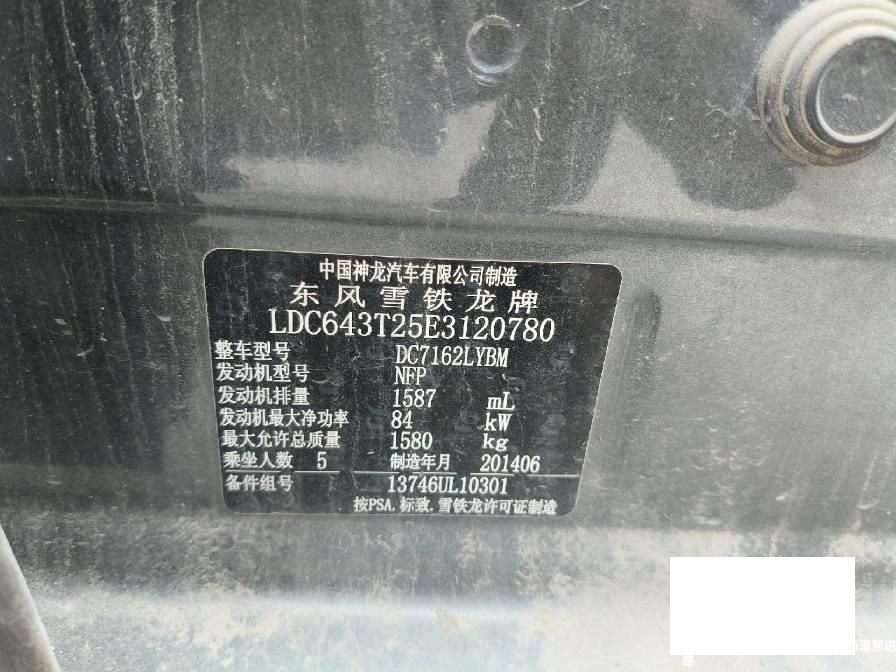 中国神龙汽车有限公司制造
东风雪铁龙牌
LDC643T25E3120780
整车型号 DC7162LYBM
发动机型号 NFP
发动机排量 1587 mL
发动机最大净功率 84 kW
最大允许总质量 1580 kg
乘坐人数 5 制造年月 201406
备件组号 13746UL10301
按PSA.标致.雪铁龙许可证制造
路